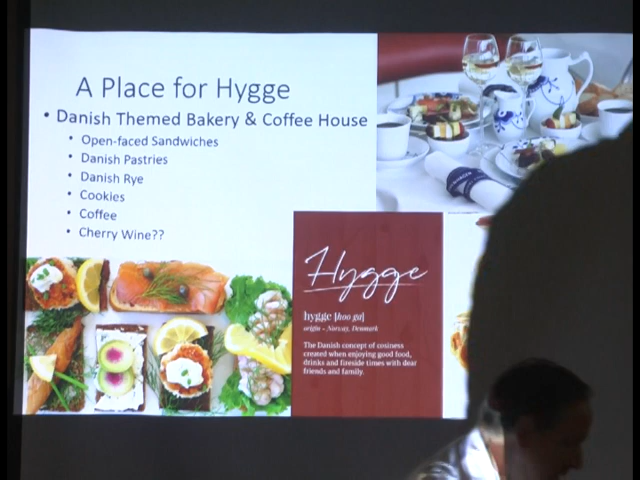 A Place for Hygge
• Danish Themed Bakery & Coffee House
• Open-faced Sandwiches
• Danish Pastries
• Danish Rye
• Cookies
• Coffee
• Cherry Wine??
Hygge
hygge [hoo ga]
origin - Norway, Denmark
The Danish concept of cosiness
created when enjoying good food,
drinks and fireside times with dear
friends and family.